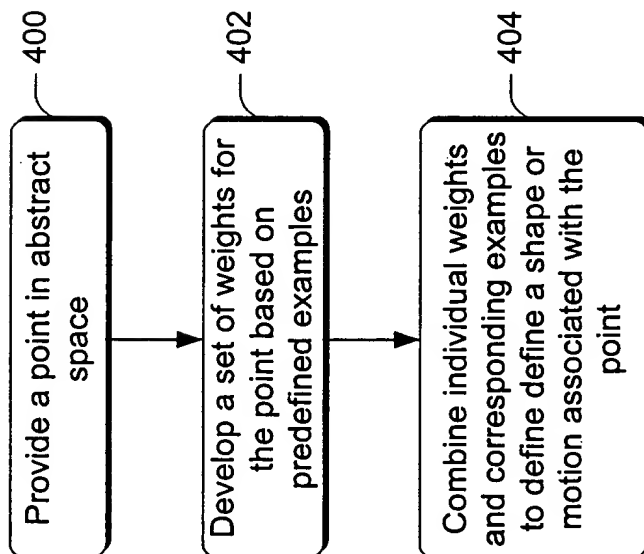 400
Provide a point in abstract
space
402
Develop a set of weights for
the point based on
predefined examples
404
Combine individual weights
and corresponding examples
to define define a shape or
motion associated with the
point